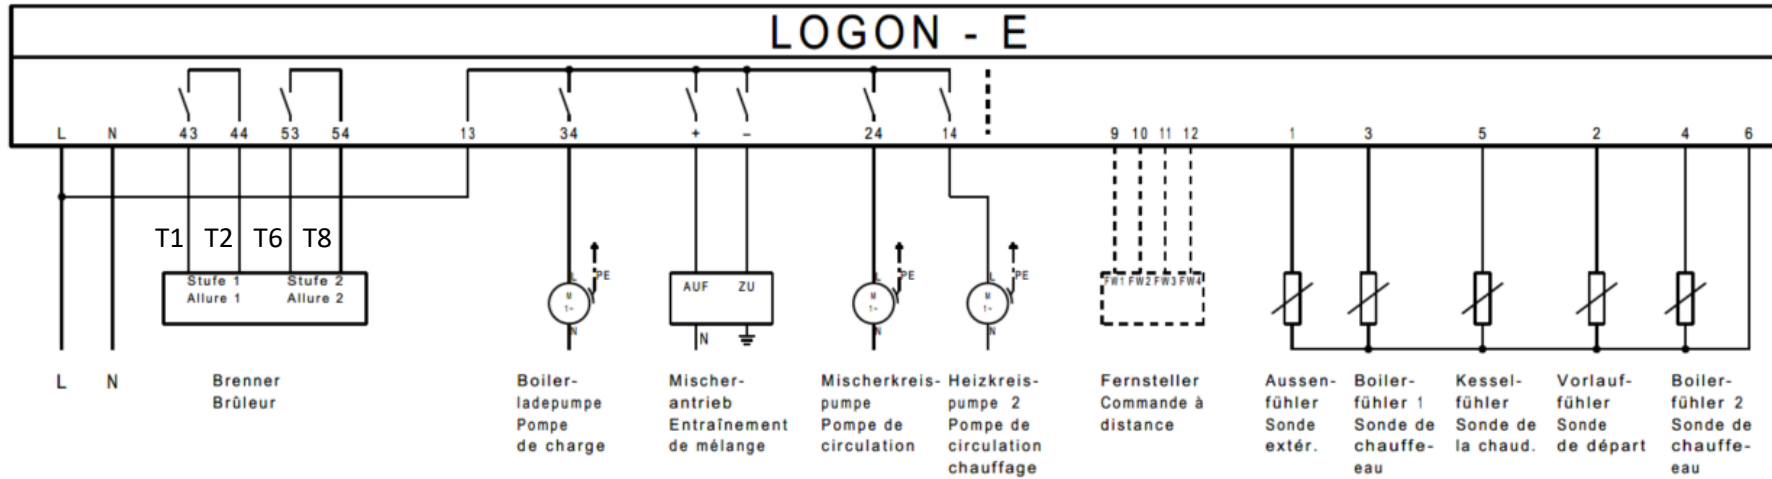 LOGON - E
L N 43 44 53 54 13 34 + - 24 14 9 10 11 12 1 3 5 2 4 6
T1 T2 T6 T8
Stufe 1 Stufe 2
Allure 1 Allure 2
L PE
M
1~
N
AUF ZU
N
L PE
M
1~
N
L PE
M
1~
N
FW1 FW2 FW3 FW4
L N
Brenner
Brûleur
Boiler-
ladepumpe
Pompe
de charge
Mischer-
antrieb
Entraînement
de mélange
Mischerkreis-
pumpe
Pompe de
circulation
Heizkreis-
pumpe 2
Pompe de
circulation
chauffage
Fernsteller
Commande à
distance
Aussen-
fühler
Sonde
extér.
Boiler-
fühler 1
Sonde de
chauffe-
eau
Kessel-
fühler
Sonde de
la chaud.
Vorlauf-
fühler
Sonde
de départ
Boiler-
fühler 2
Sonde de
chauffe-
eau